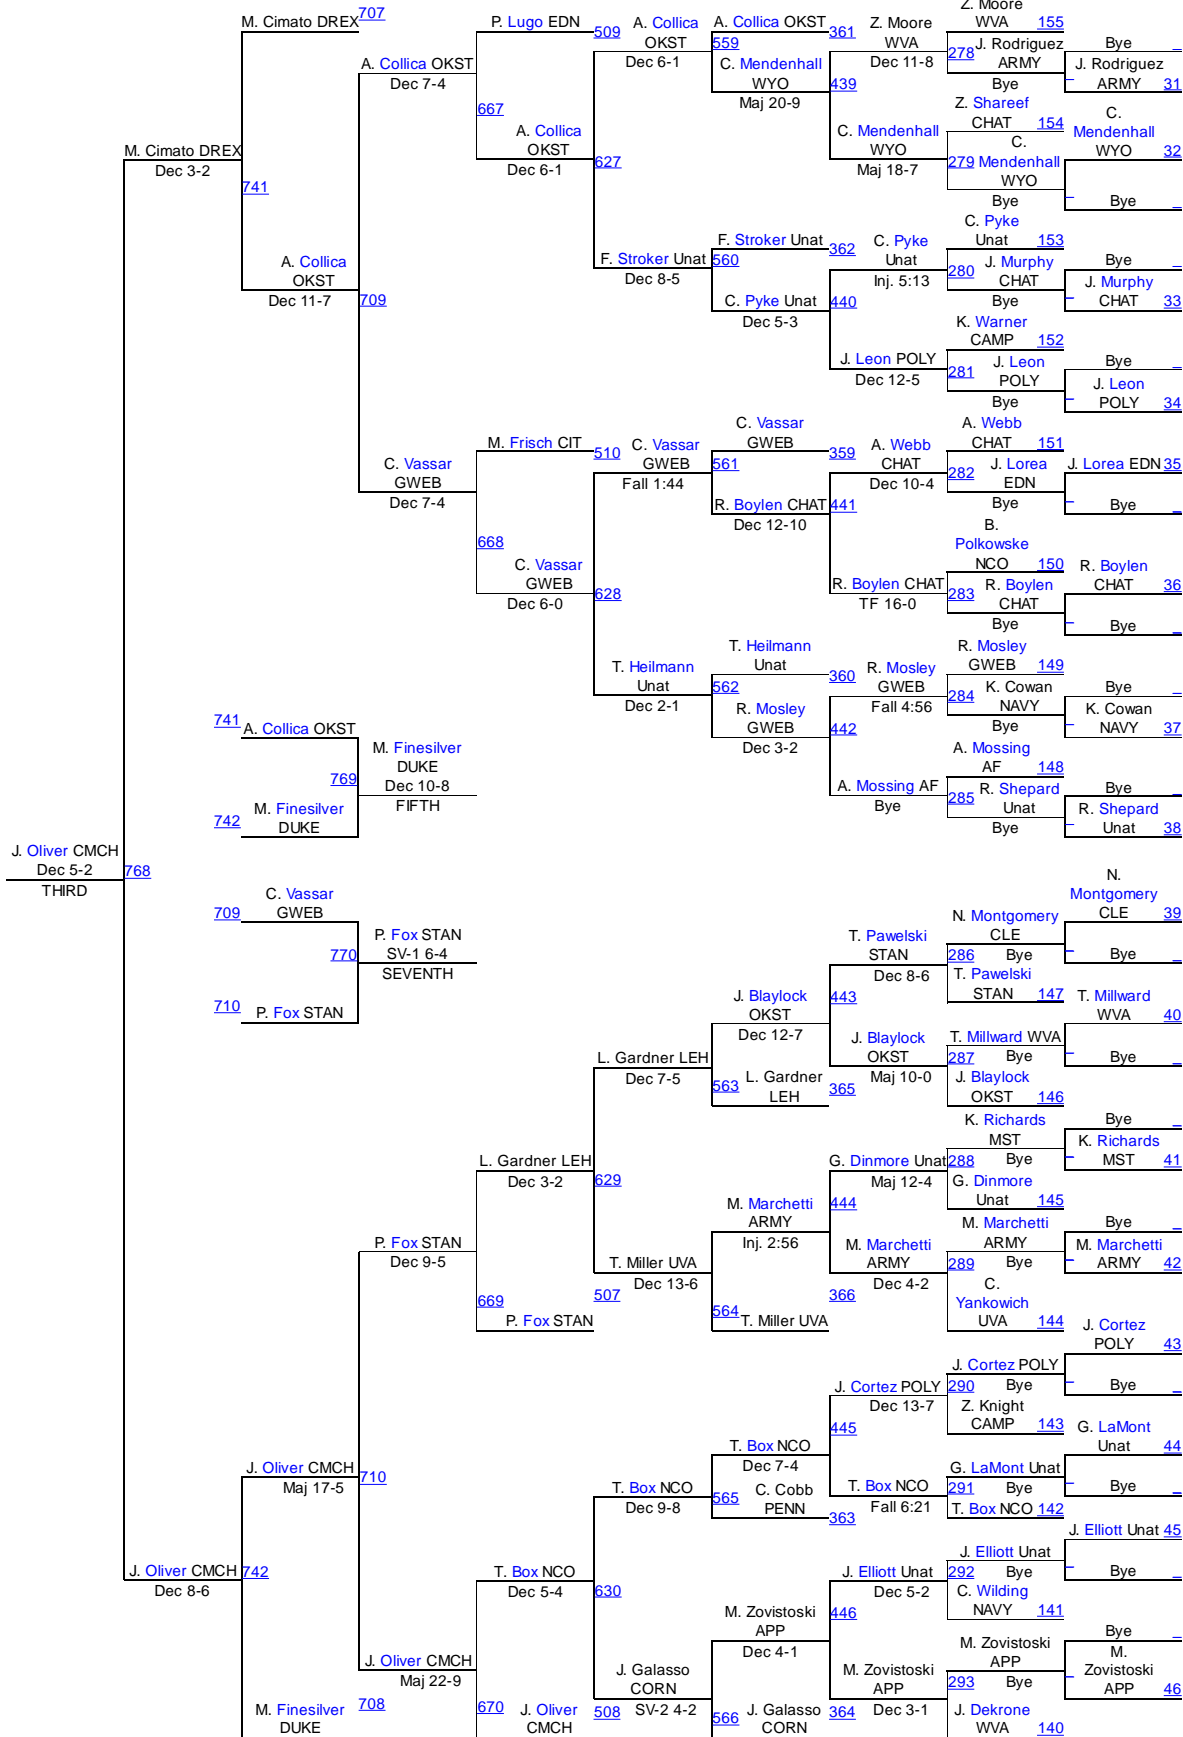 Z. Moore
M. Cimato DREX 707
P. Lugo EDN 509
A. Collica
OKST
Dec 6-1
A. Collica OKST 361
559
Z. Moore
WVA
Dec 11-8
WVA 155
278 J. Rodriguez
ARMY
Bye
Bye _
J. Rodriguez
_ ARMY 31
A. Collica OKST
Dec 7-4
C. Mendenhall
WYO 439
Maj 20-9
667
Z. Shareef
CHAT 154
C.
Mendenhall
WYO 32
A. Collica
OKST 627
Dec 6-1
C. Mendenhall
WYO
Maj 18-7
C.
279 Mendenhall
WYO
Bye
_ Bye _
M. Cimato DREX
Dec 3-2
741
C. Pyke
Unat 153
F. Stroker Unat 362
C. Pyke
Unat
Inj. 5:13
280 J. Murphy
CHAT
Bye
Bye _
J. Murphy
_ CHAT 33
A. Collica
OKST
Dec 11-7
709
F. Stroker Unat 560
Dec 8-5
C. Pyke Unat 440
Dec 5-3
K. Warner
CAMP 152
J. Leon POLY
Dec 12-5
281 J. Leon
POLY
Bye
Bye _
J. Leon
_ POLY 34
C. Vassar
GWEB 359
A. Webb
CHAT 151
M. Frisch CIT 510
C. Vassar
GWEB 561
Fall 1:44
A. Webb
CHAT
Dec 10-4
282 J. Lorea
EDN
Bye
J. Lorea EDN 35
_ _
C. Vassar
GWEB
Dec 7-4
R. Boylen CHAT 441
Dec 12-10
B.
Polkowske
NCO 150
668
C. Vassar
GWEB 628
Dec 6-0
R. Boylen CHAT 283
TF 16-0
R. Boylen
CHAT
Bye
R. Boylen
CHAT 36
_ Bye _
T. Heilmann
Unat 360
R. Mosley
GWEB 149
T. Heilmann
Unat 562
Dec 2-1
R. Mosley
GWEB
Fall 4:56
284 K. Cowan
NAVY
Bye
Bye _
K. Cowan
_ NAVY 37
R. Mosley
GWEB 442
Dec 3-2
741 A. Collica OKST
M. Finesilver
DUKE
769 Dec 10-8
FIFTH
A. Mossing
AF 148
A. Mossing AF 285
Bye
R. Shepard
Unat
Bye
Bye _
R. Shepard
_ Unat 38
742 M. Finesilver
DUKE
J. Oliver CMCH
Dec 5-2 768
THIRD
C. Vassar
709 GWEB
N.
Montgomery
CLE 39
P. Fox STAN
770 SV-1 6-4
SEVENTH
T. Pawelski
STAN
Dec 8-6
N. Montgomery
CLE
286 Bye
_ Bye _
T. Pawelski
STAN 147
710 P. Fox STAN
J. Blaylock
OKST 443
Dec 12-7
T. Millward
WVA 40
L. Gardner LEH
Dec 7-5
J. Blaylock
OKST
Maj 10-0
T. Millward WVA
287 Bye
_ Bye _
563 L. Gardner
LEH 365
J. Blaylock
OKST 146
K. Richards
MST
288 Bye
Bye _
K. Richards
_ MST 41
L. Gardner LEH
Dec 3-2 629
G. Dinmore Unat
Maj 12-4
G. Dinmore
Unat 145
M. Marchetti
ARMY 444
Inj. 2:56
M. Marchetti
ARMY
289 Bye
Bye _
M. Marchetti
_ ARMY 42
P. Fox STAN
Dec 9-5
T. Miller UVA
Dec 13-6
M. Marchetti
ARMY
Dec 4-2
C.
Yankowich
UVA 144
669 507
P. Fox STAN
564 T. Miller UVA 366
J. Cortez
POLY 43
J. Cortez POLY
Dec 13-7
J. Cortez POLY
290 Bye
_ Bye _
Z. Knight
CAMP 143
T. Box NCO 445
Dec 7-4
G. LaMont
Unat 44
J. Oliver CMCH 710
Maj 17-5
T. Box NCO
Dec 9-8
565 C. Cobb
PENN 363
T. Box NCO
Fall 6:21
G. LaMont Unat
291 Bye
_ Bye _
T. Box NCO 142
J. Elliott Unat 45
J. Oliver CMCH 742
Dec 8-6
T. Box NCO
Dec 5-4 630
J. Elliott Unat
Dec 5-2
J. Elliott Unat
292 Bye
_ Bye _
C. Wilding
NAVY 141
M. Zovistoski
APP 446
Dec 4-1
J. Oliver CMCH
Maj 22-9
J. Galasso
CORN
SV-2 4-2
M. Zovistoski
APP
Dec 3-1
M. Zovistoski
APP
293 Bye
Bye _
M.
_ Zovistoski
APP 46
M. Finesilver
DUKE 708
670 J. Oliver
CMCH 508
566 J. Galasso
CORN 364
J. Dekrone
WVA 140